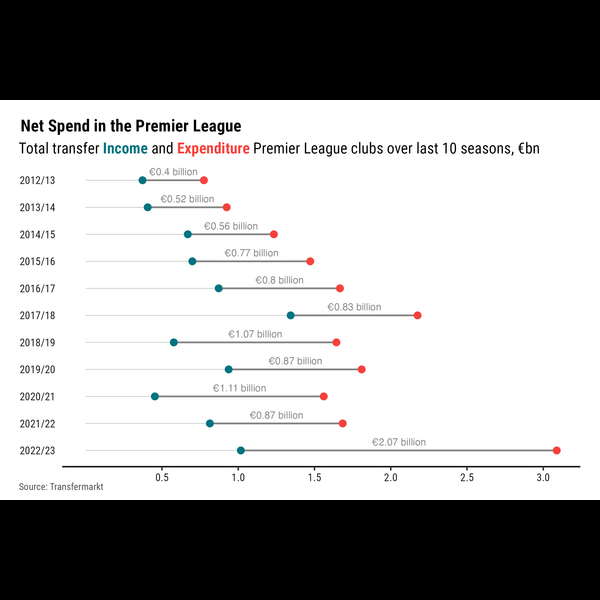 Net Spend in the Premier League
Total transfer Income and Expenditure Premier League clubs over last 10 seasons, €bn
2012/13 €0.4 billion
2013/14 €0.52 billion
2014/15 €0.56 billion
2015/16 €0.77 billion
2016/17 €0.8 billion
2017/18 €0.83 billion
2018/19 €1.07 billion
2019/20 €0.87 billion
2020/21 €1.11 billion
2021/22 €0.87 billion
2022/23 €2.07 billion
0.5 1.0 1.5 2.0 2.5 3.0
Source: Transfermarkt